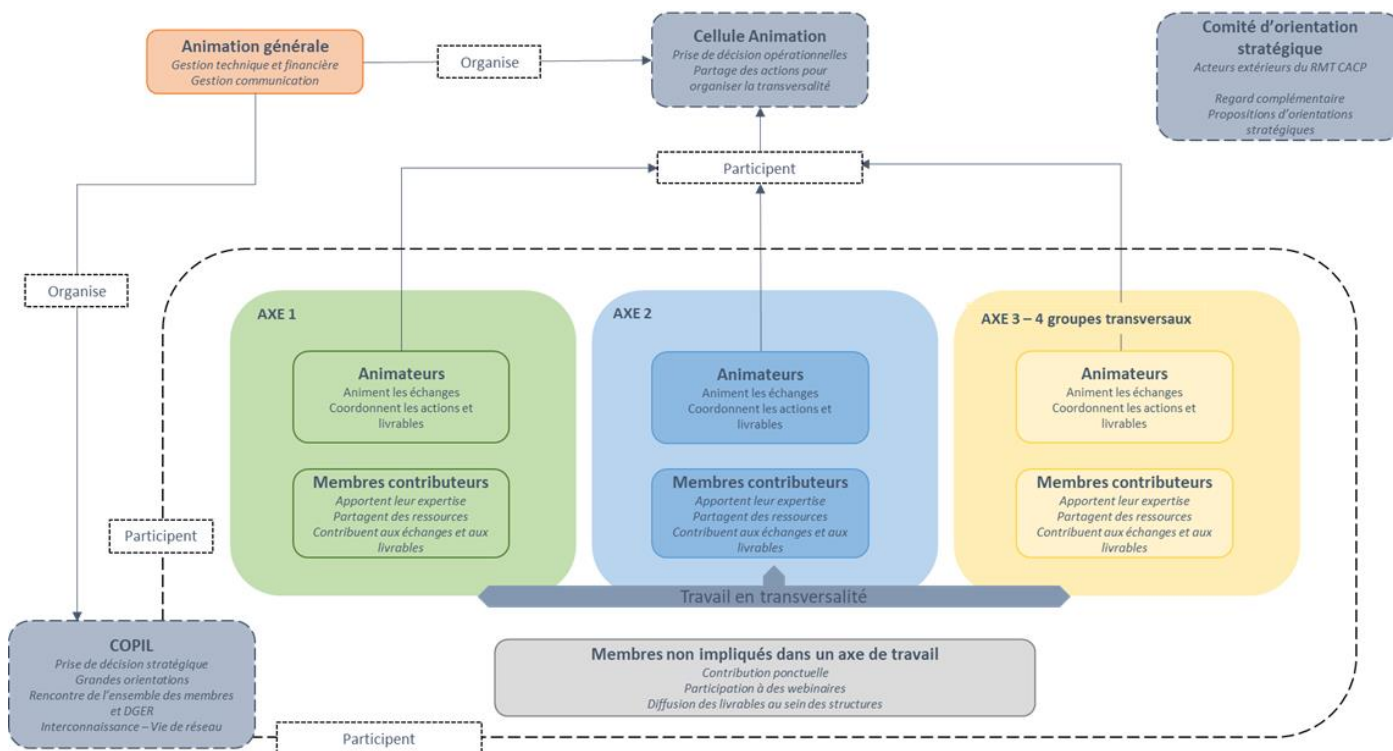 Animation générale
Gestion technique et financière
Gestion communication
Organise
Cellule Animation
Prise de décision opérationnelles
Partage des actions pour
organiser la transversalité
Comité d'orientation
stratégique
Acteurs extérieurs du RMT CACP
Regard complémentaire
Propositions d'orientations
stratégiques
Participent
Organise
AXE 1
Animateurs
Animent les échanges
Coordonnent les actions et
livrables
Membres contributeurs
Apportent leur expertise
Partagent des ressources
Contribuent aux échanges et aux
livrables
AXE 2
Animateurs
Animent les échanges
Coordonnent les actions et
livrables
Membres contributeurs
Apportent leur expertise
Partagent des ressources
Contribuent aux échanges et aux
livrables
AXE 3 – 4 groupes transversaux
Animateurs
Animent les échanges
Coordonnent les actions et
livrables
Membres contributeurs
Apportent leur expertise
Partagent des ressources
Contribuent aux échanges et aux
livrables
Participent
Travail en transversalité
COPIL
Prise de décision stratégique
Grandes orientations
Rencontre de l'ensemble des membres
et DGER
Interconnaissance – Vie de réseau
Membres non impliqués dans un axe de travail
Contribution ponctuelle
Participation à des webinaires
Diffusion des livrables au sein des structures
Participent